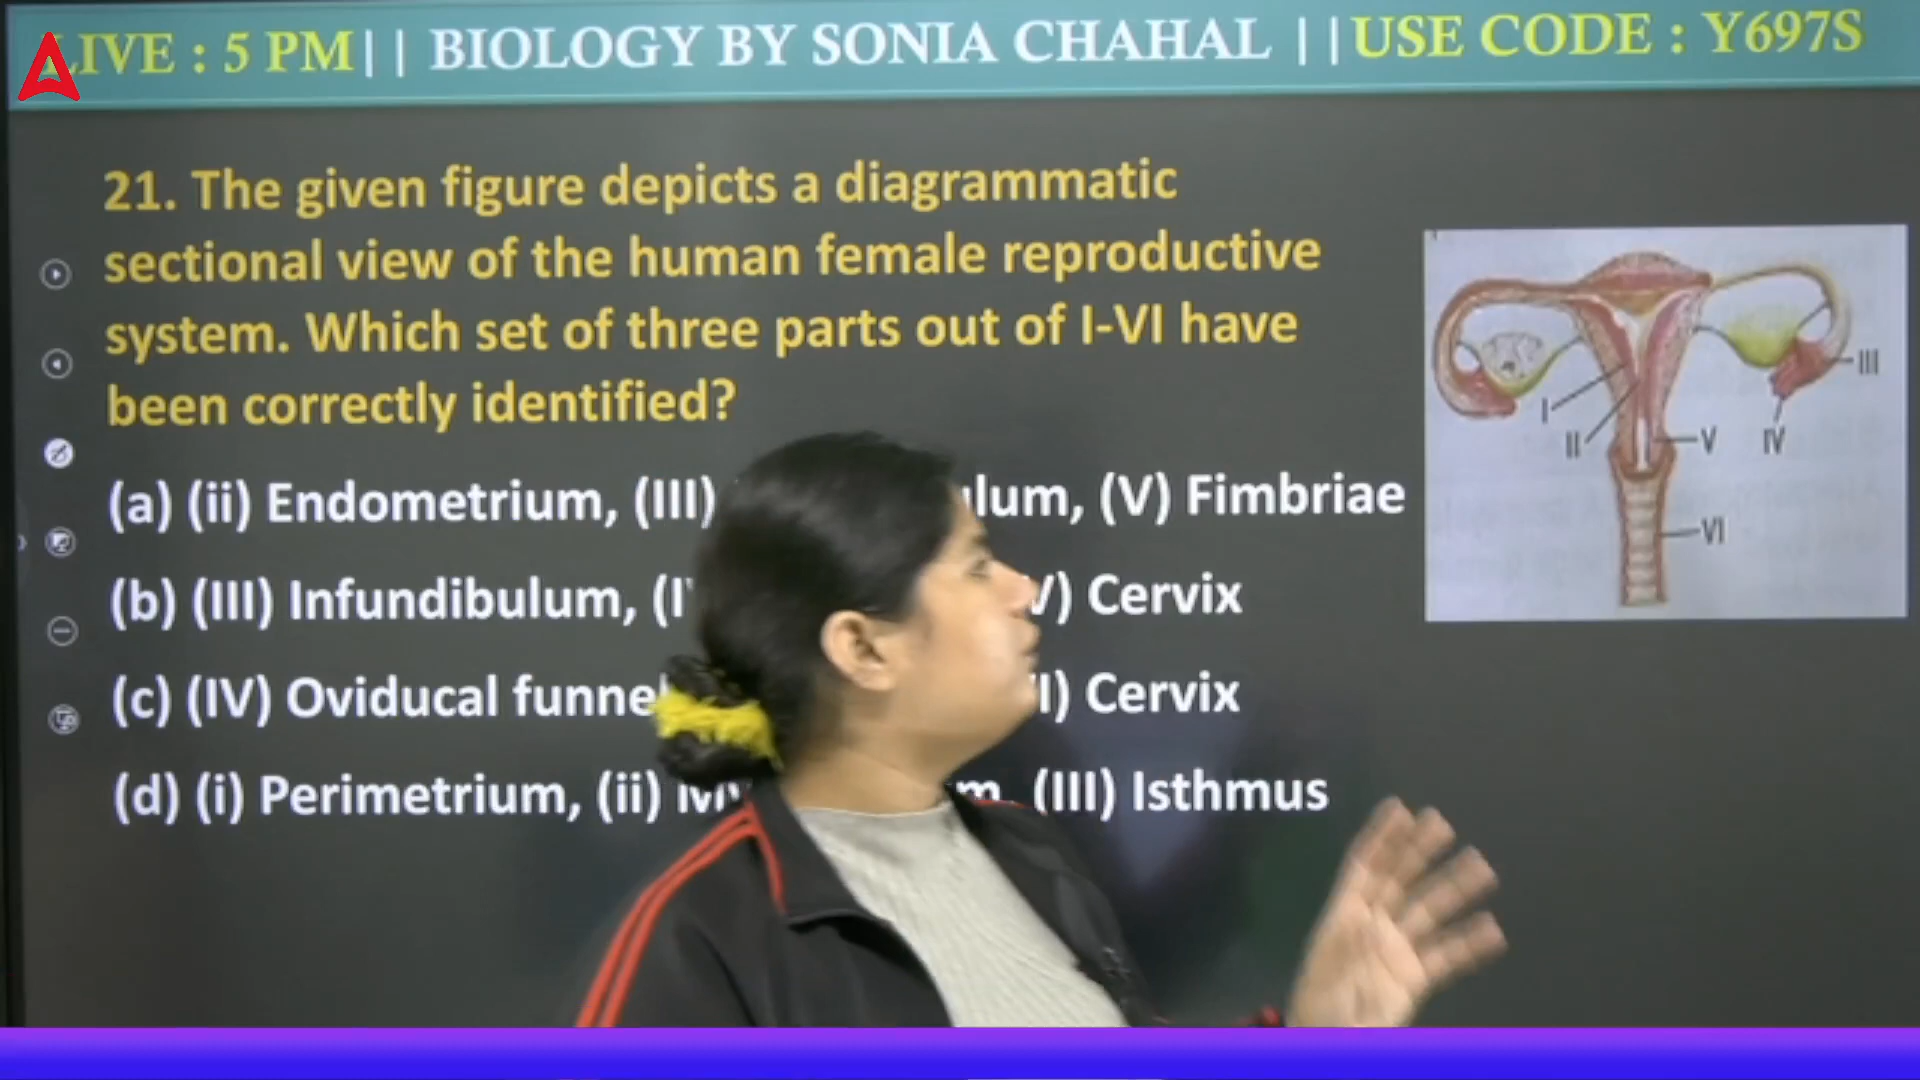 LIVE : 5 PM || BIOLOGY BY SONIA CHAHAL || USE CODE : Y697S
21. The given figure depicts a diagrammatic
sectional view of the human female reproductive
system. Which set of three parts out of I-VI have
been correctly identified?
(a) (ii) Endometrium, (III) lum, (V) Fimbriae
(b) (III) Infundibulum, V) Cervix
(c) (IV) Oviducal funnel I) Cervix
(d) (i) Perimetrium, (ii) m, (III) Isthmus
I
II
III
IV
V
VI